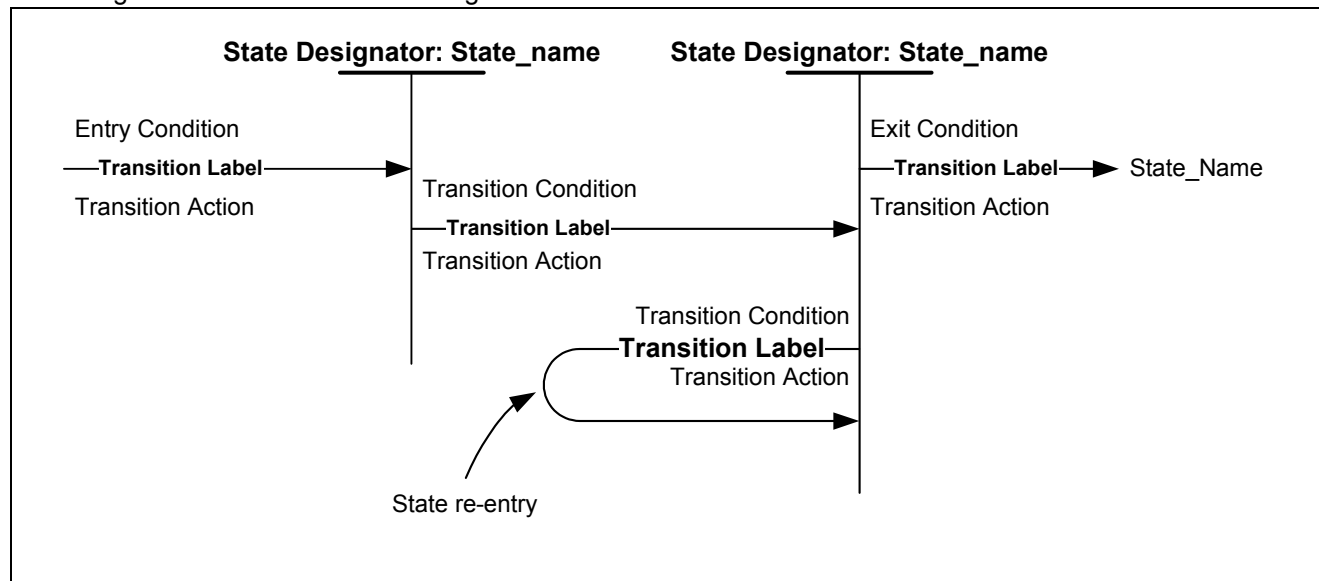 State Designator: State_name
State Designator: State_name
Entry Condition
Transition Label
Transition Action
Transition Condition
Transition Label
Transition Action
Exit Condition
Transition Label
State_Name
Transition Action
Transition Condition
Transition Label
Transition Action
State re-entry